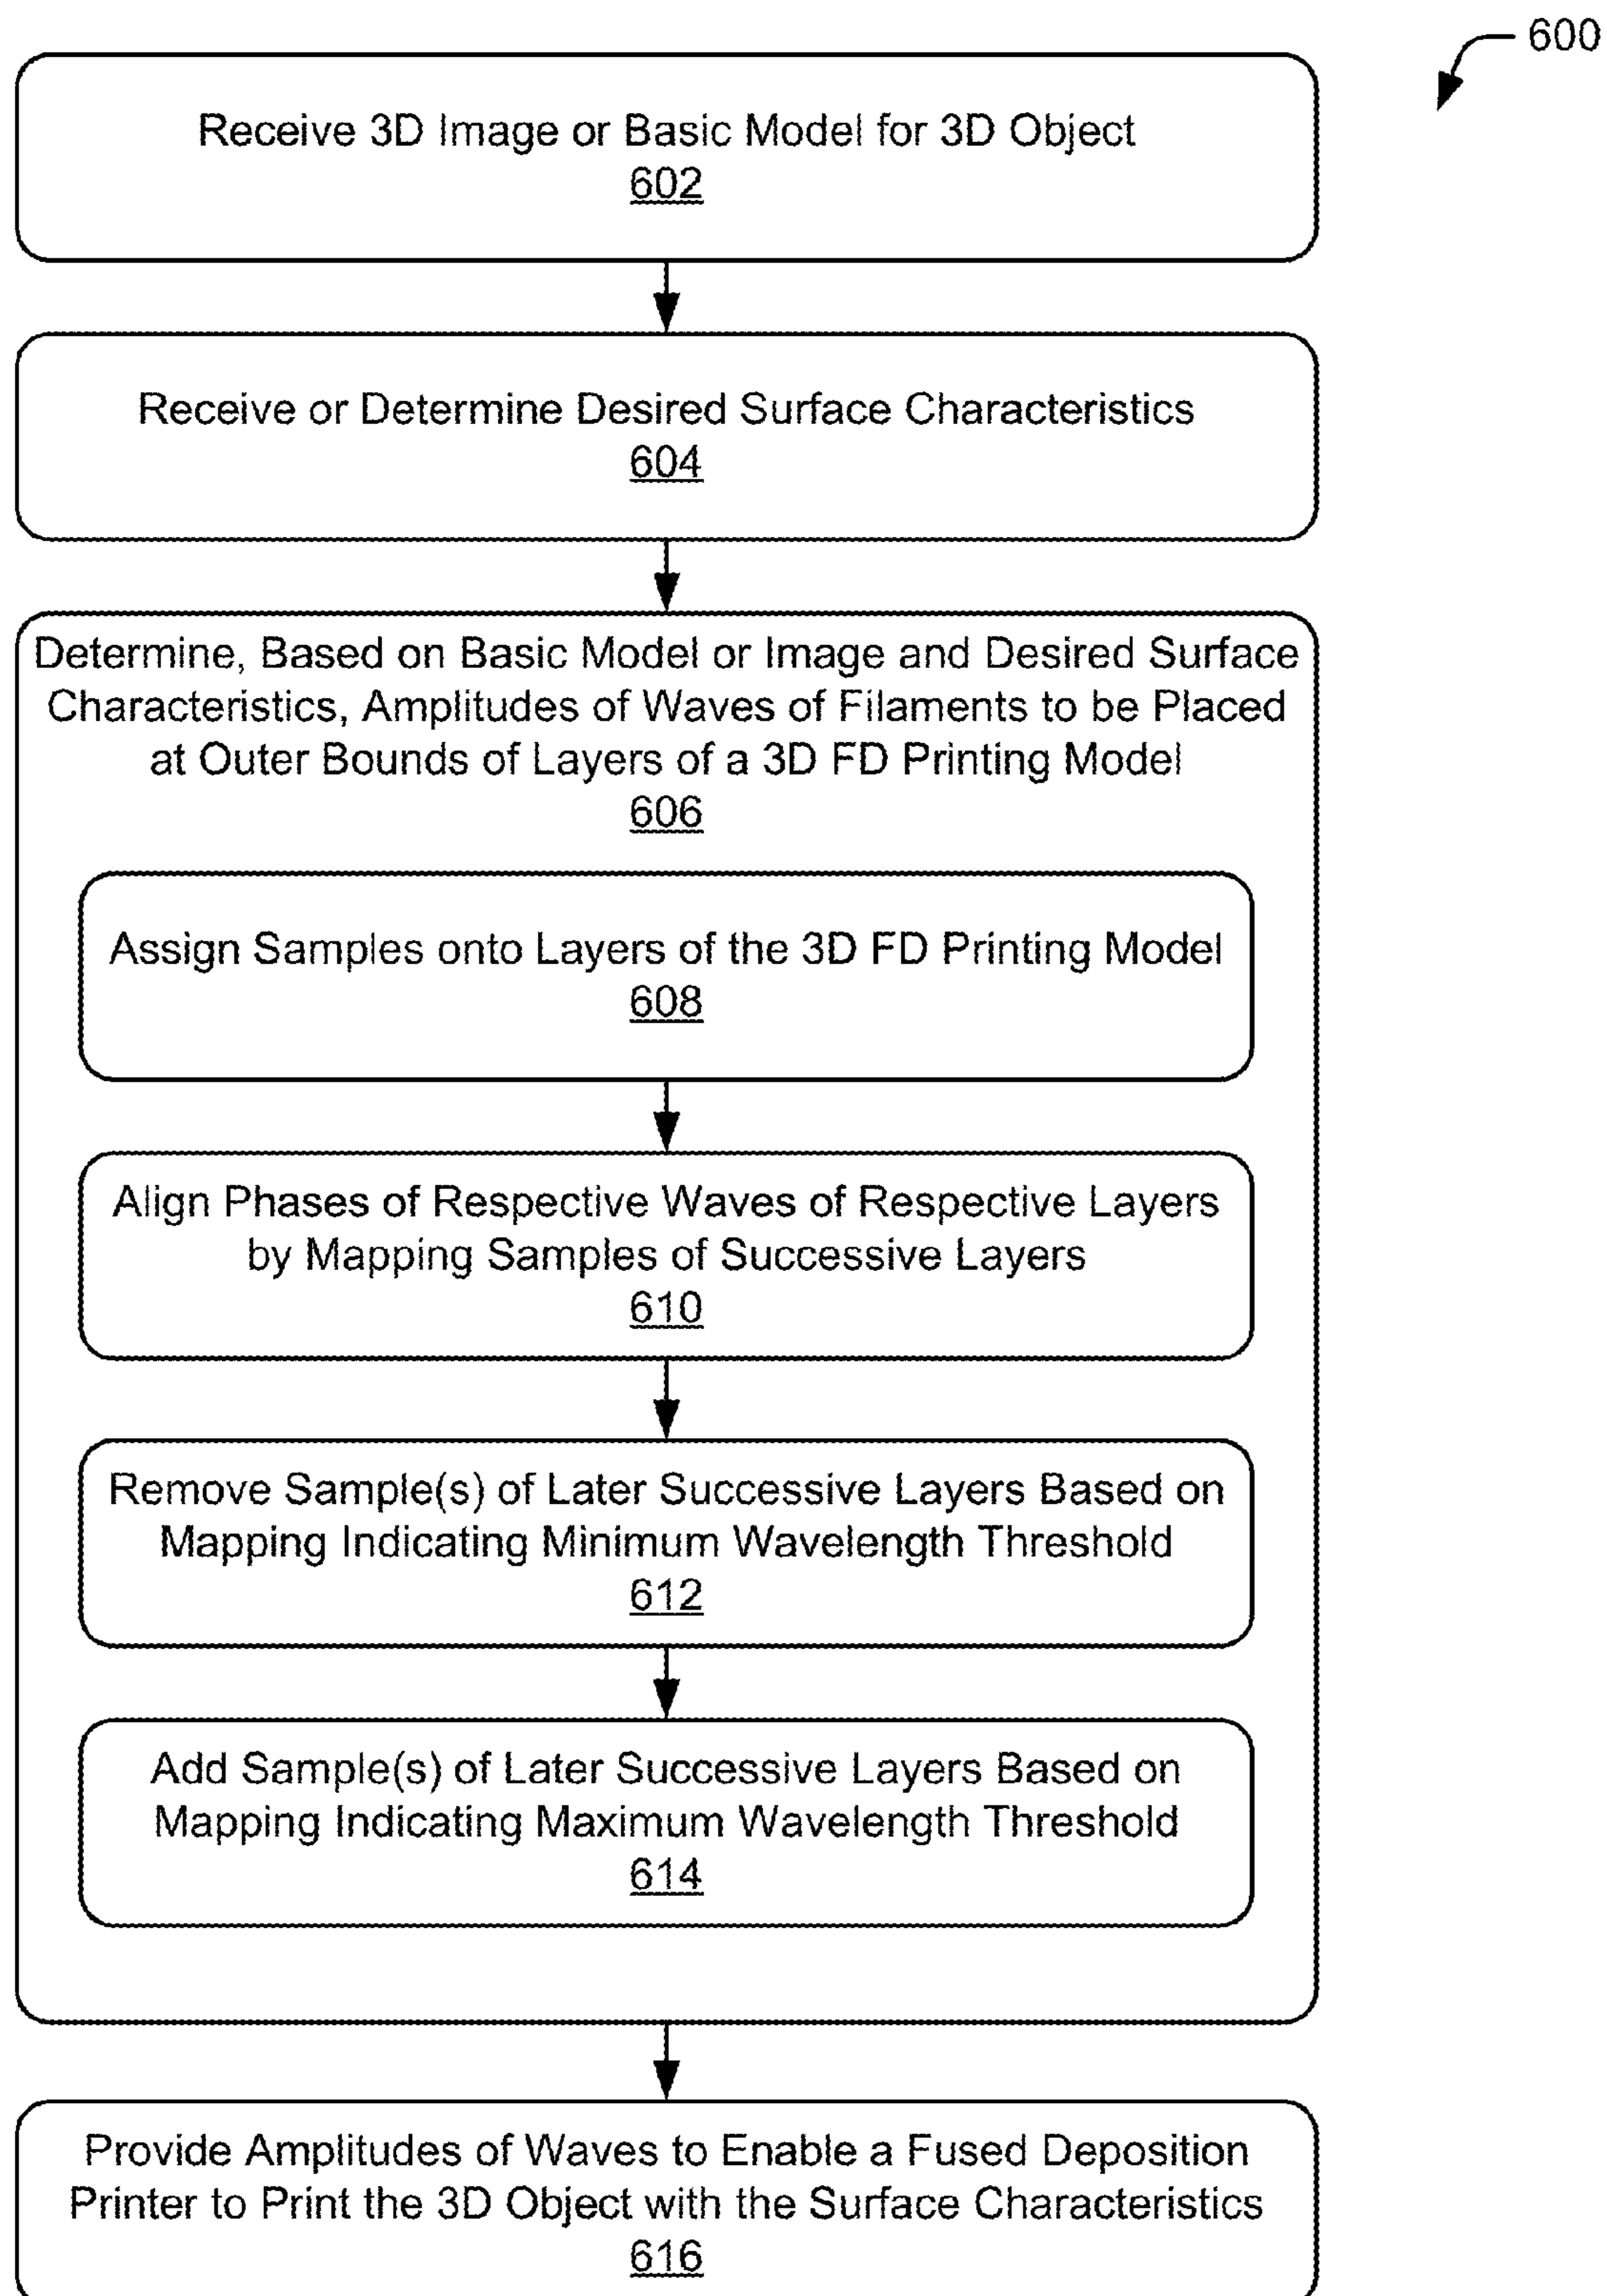 600
Receive 3D Image or Basic Model for 3D Object
602
Receive or Determine Desired Surface Characteristics
604
Determine, Based on Basic Model or Image and Desired Surface
Characteristics, Amplitudes of Waves of Filaments to be Placed
at Outer Bounds of Layers of a 3D FD Printing Model
606
Assign Samples onto Layers of the 3D FD Printing Model
608
Align Phases of Respective Waves of Respective Layers
by Mapping Samples of Successive Layers
610
Remove Sample(s) of Later Successive Layers Based on
Mapping Indicating Minimum Wavelength Threshold
612
Add Sample(s) of Later Successive Layers Based on
Mapping Indicating Maximum Wavelength Threshold
614
Provide Amplitudes of Waves to Enable a Fused Deposition
Printer to Print the 3D Object with the Surface Characteristics
616